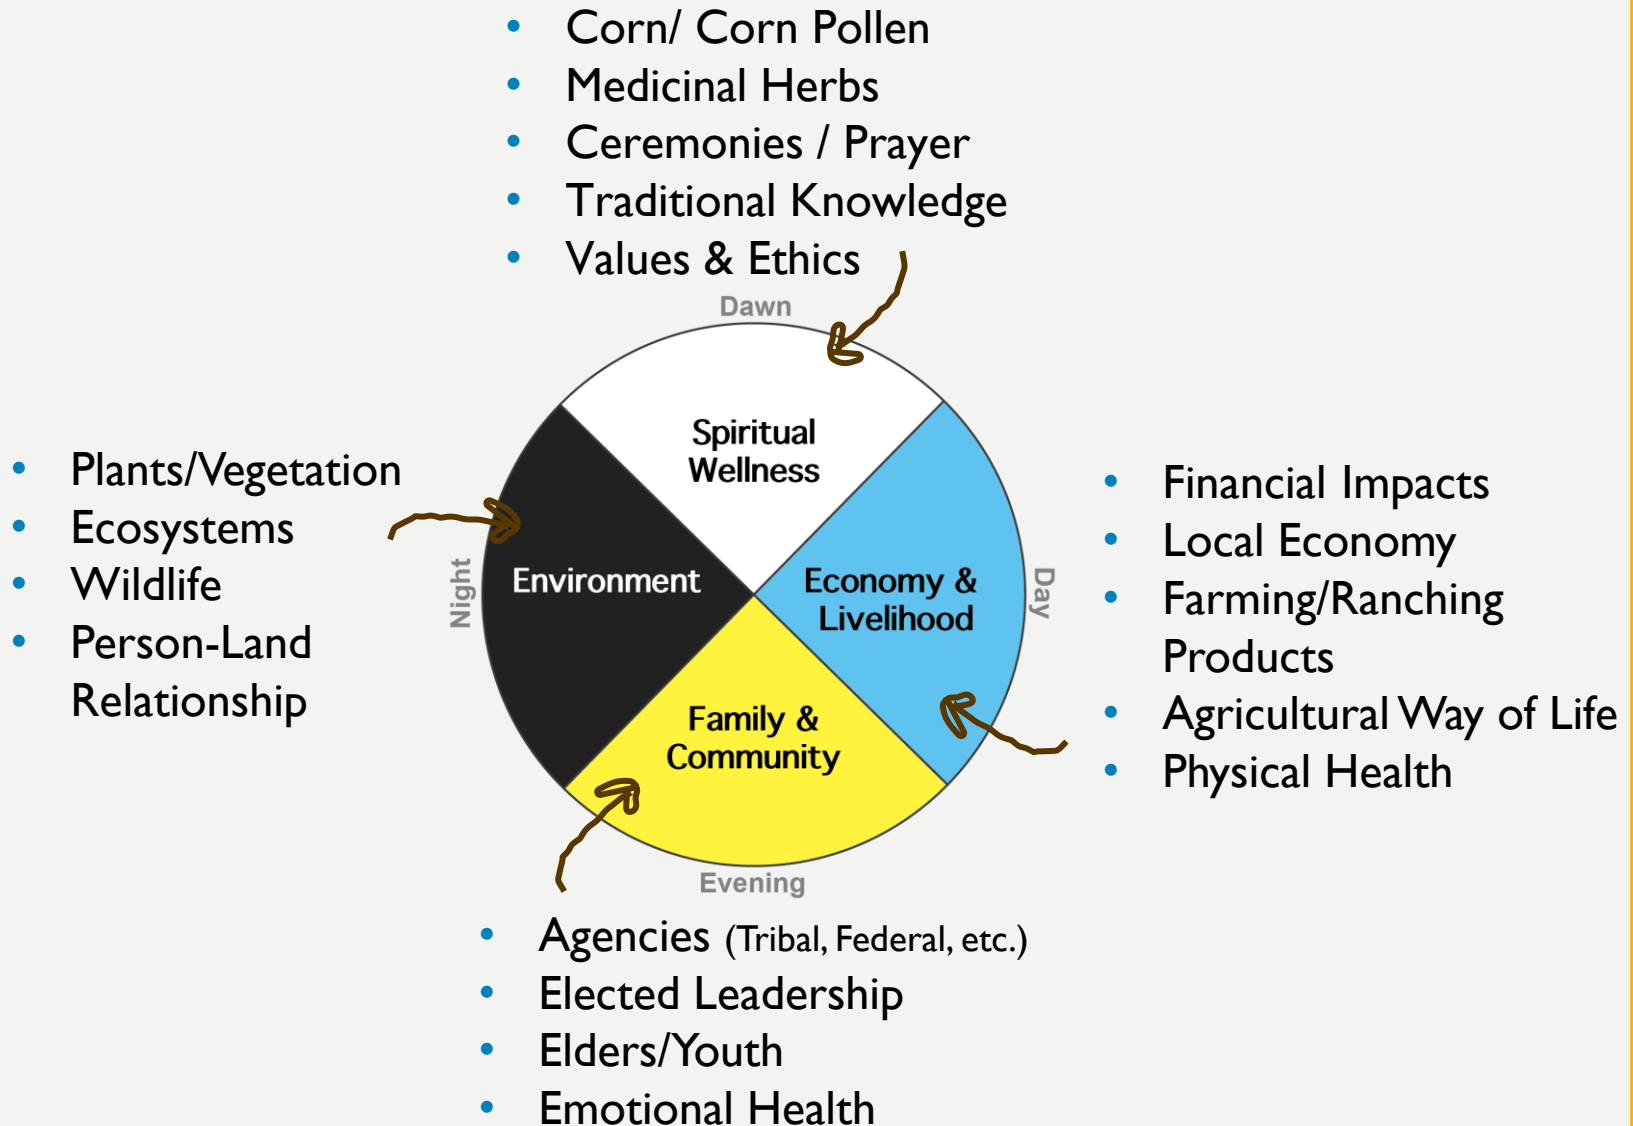 Corn/ Corn Pollen
Medicinal Herbs
Ceremonies / Prayer
Traditional Knowledge
Values & Ethics
Dawn
Spiritual
Wellness
Plants/Vegetation
Ecosystems
Wildlife
Person-Land
Relationship
Night
Environment
Economy &
Livelihood
Day
Financial Impacts
Local Economy
Farming/Ranching
Products
Agricultural Way of Life
Physical Health
Family &
Community
Evening
Agencies (Tribal, Federal, etc.)
Elected Leadership
Elders/Youth
Emotional Health